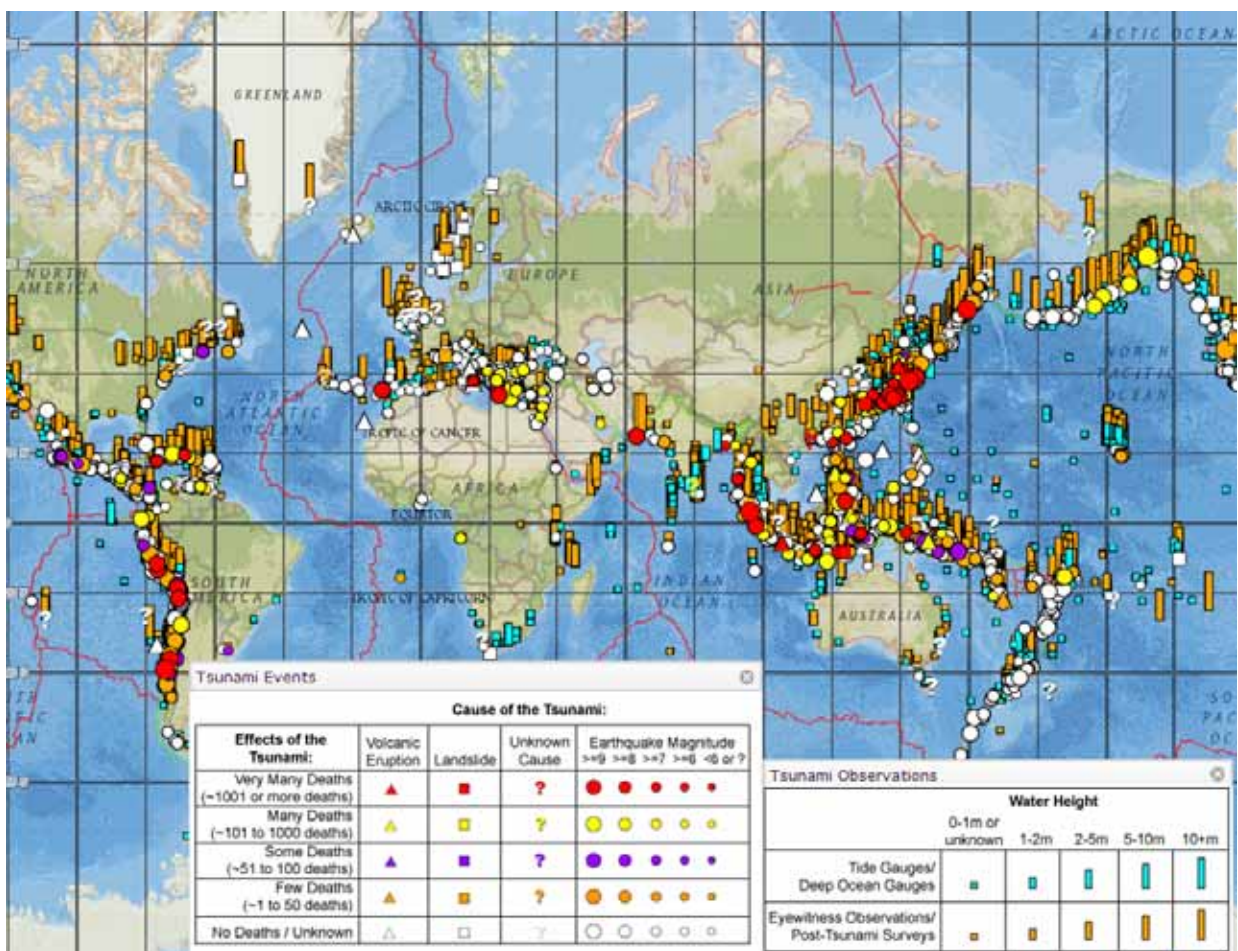 ARCTIC OCEAN
GREENLAND
ARCTIC CIRCLE
NORTH
AMERICA
EUROPE
ASIA
NORTH
PACIFIC
OCEAN
NORTH
ATLANTIC
OCEAN
TROPIC OF CANCER
AFRICA
EQUATOR
SOUTH
AMERICA
TROPIC OF CAPRICORN
INDIAN
OCEAN
AUSTRALIA
Tsunami Events
Cause of the Tsunami:
Effects of the Tsunami:
Volcanic Eruption
Landslide
Unknown Cause
Earthquake Magnitude
>=9 >=8 >=7 >=6 <6 or ?
Very Many Deaths
(~1001 or more deaths)
?
Many Deaths
(~101 to 1000 deaths)
?
Some Deaths
(~51 to 100 deaths)
?
Few Deaths
(~1 to 50 deaths)
?
No Deaths / Unknown
?
Tsunami Observations
Water Height
0-1m or unknown
1-2m
2-5m
5-10m
10+m
Tide Gauges/
Deep Ocean Gauges
Eyewitness Observations/
Post-Tsunami Surveys